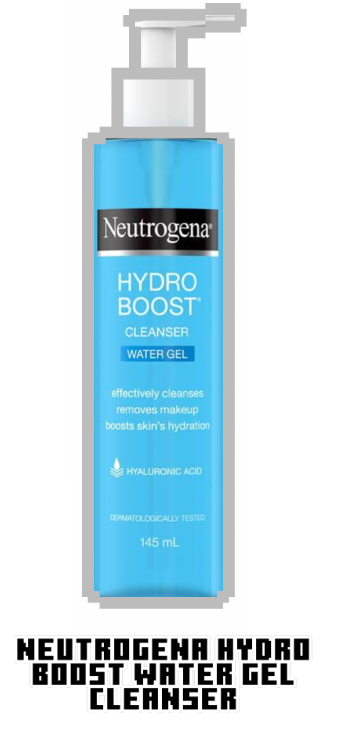 Neutrogena®
HYDRO
BOOST®
CLEANSER
WATER GEL
effectively cleanses
removes makeup
boosts skin's hydration
HYALURONIC ACID
DERMATOLOGICALLY TESTED
145 mL
NEUTROGENA HYDRO
BOOST WATER GEL
CLEANSER